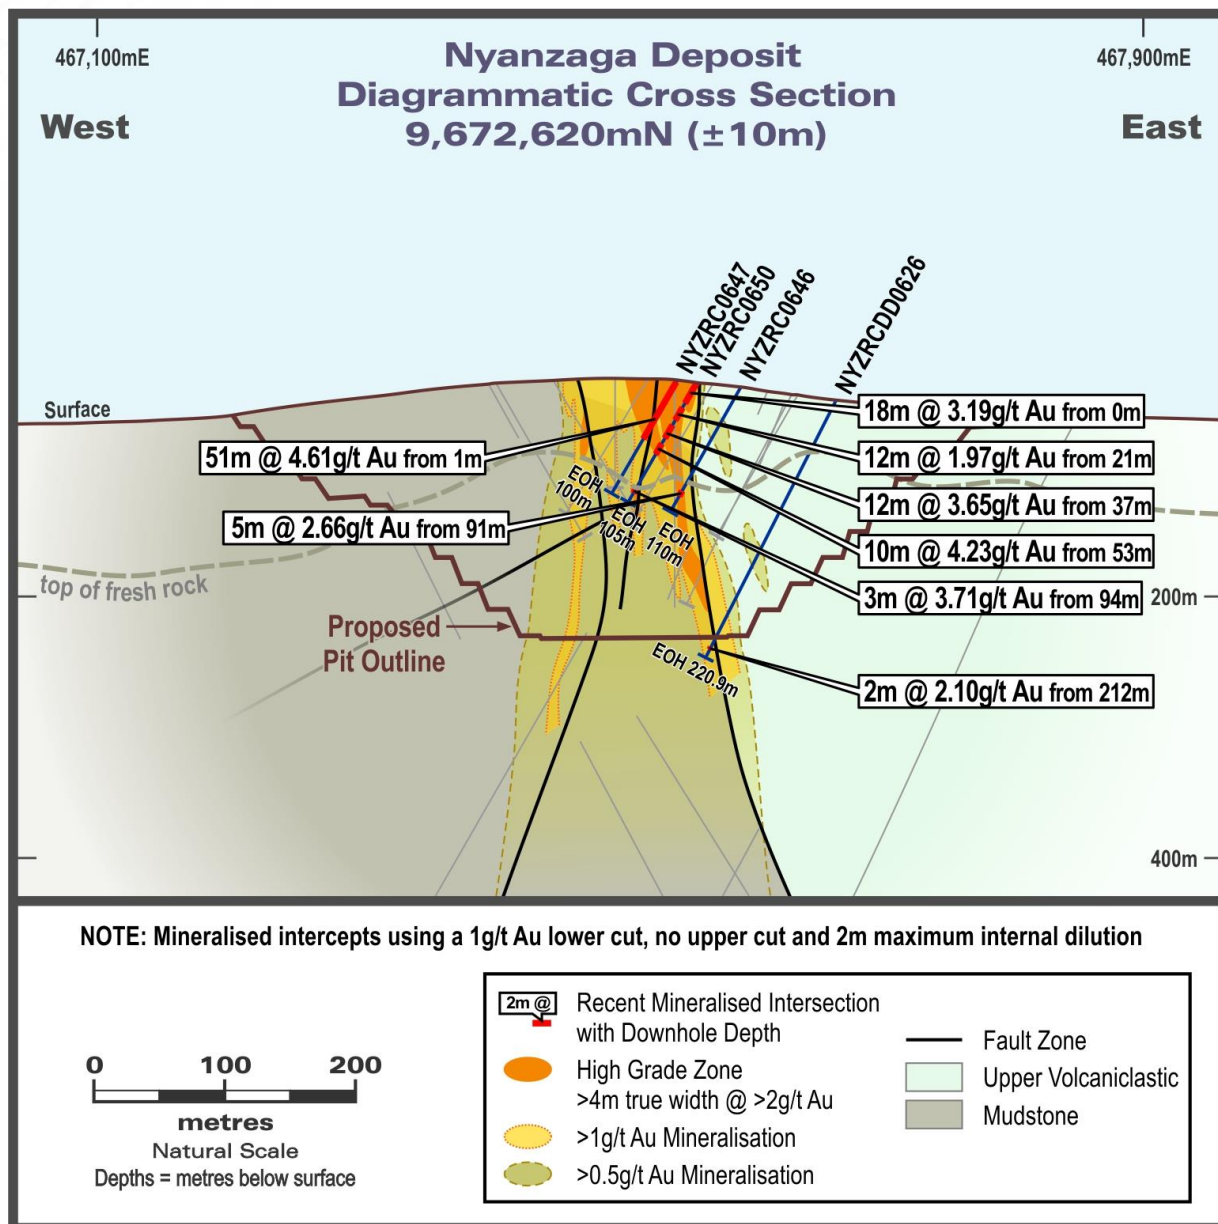 467,100mE
467,900mE
Nyanzaga Deposit
Diagrammatic Cross Section
9,672,620mN (±10m)
West
East
NYZRC0647
NYZRC0650
NYZRC0646
NYZRCDD0626
Surface
18m @ 3.19g/t Au from 0m
51m @ 4.61g/t Au from 1m
12m @ 1.97g/t Au from 21m
12m @ 3.65g/t Au from 37m
5m @ 2.66g/t Au from 91m
10m @ 4.23g/t Au from 53m
3m @ 3.71g/t Au from 94m
2m @ 2.10g/t Au from 212m
EOH
100m
EOH
105m
EOH
110m
EOH 220.9m
top of fresh rock
Proposed
Pit Outline
200m
400m
NOTE: Mineralised intercepts using a 1g/t Au lower cut, no upper cut and 2m maximum internal dilution
0 100 200
metres
Natural Scale
Depths = metres below surface
2m @
Recent Mineralised Intersection
with Downhole Depth
High Grade Zone
>4m true width @ >2g/t Au
>1g/t Au Mineralisation
>0.5g/t Au Mineralisation
Fault Zone
Upper Volcaniclastic
Mudstone